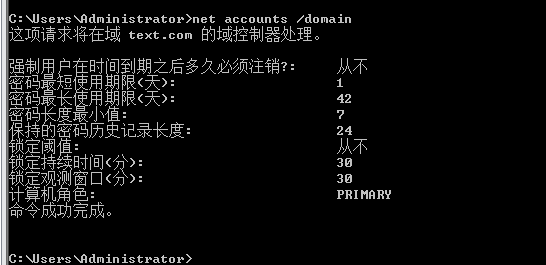 C:\Users\Administrator>net accounts /domain
这项请求将在域 text.com 的域控制器处理。
强制用户在时间到期之后多久必须注销?: 从不
密码最短使用期限(天): 1
密码最长使用期限(天): 42
密码长度最小值: 7
保持的密码历史记录长度: 24
锁定阈值: 从不
锁定持续时间(分): 30
锁定观测窗口(分): 30
计算机角色: PRIMARY
命令成功完成。
C:\Users\Administrator>